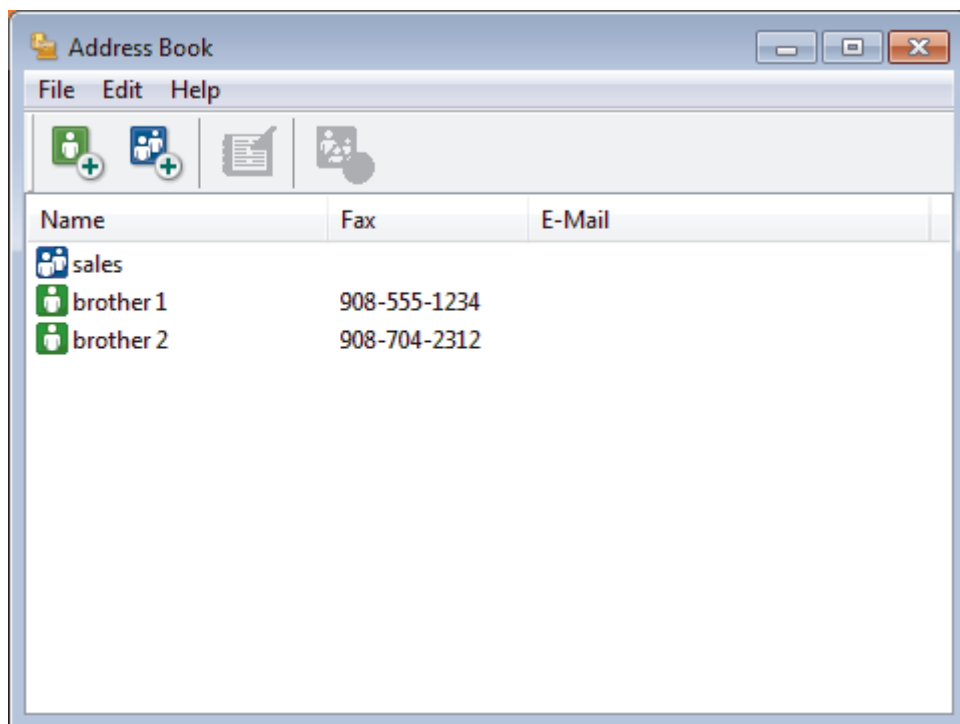 Address Book
File Edit Help
Name Fax E-Mail
sales
brother 1 908-555-1234
brother 2 908-704-2312